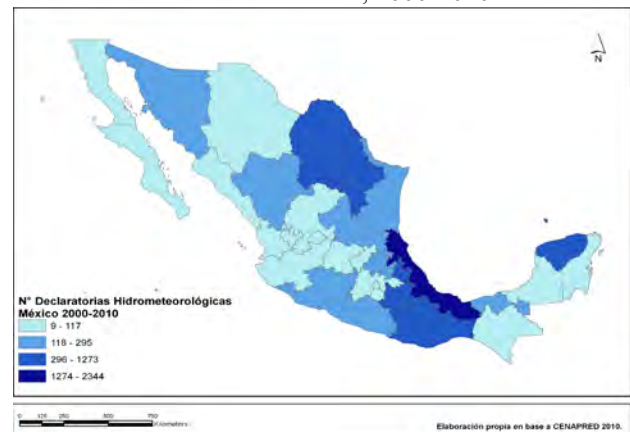 N
N° Declaratorias Hidrometeorológicas
México 2000-2010
9 - 117
118 - 295
296 - 1273
1274 - 2344
Kilometers
Elaboración propia en base a CENAPRED 2010.